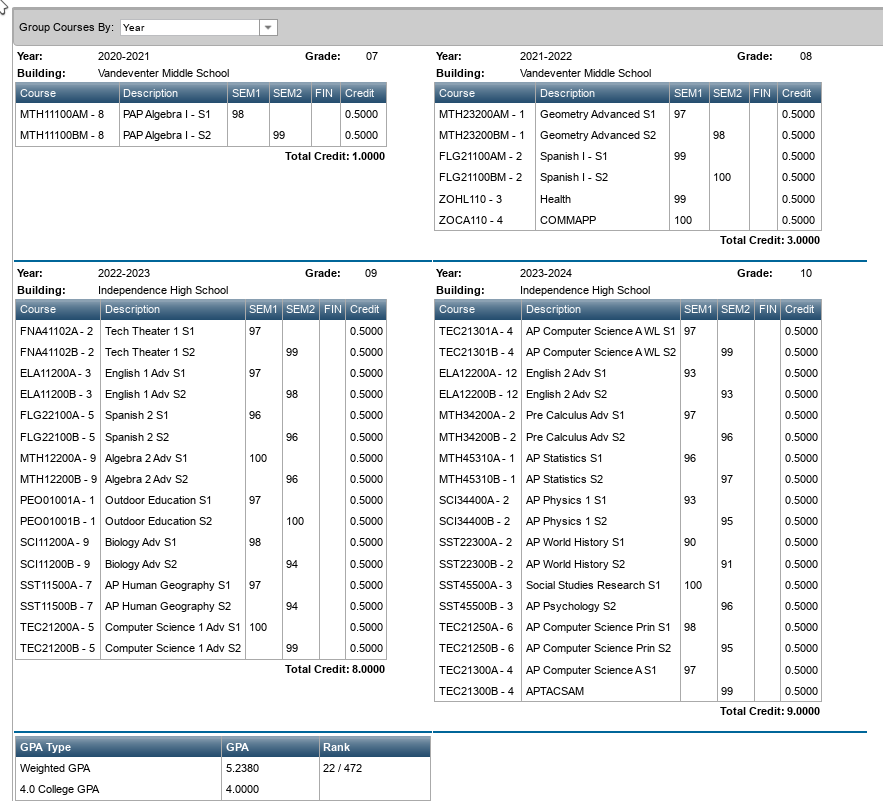 Group Courses By: Year
Year: 2020-2021 Grade: 07
Building: Vandeventer Middle School
Course Description SEM1 SEM2 FIN Credit
MTH11100AM - 8 PAP Algebra I - S1 98 0.5000
MTH11100BM - 8 PAP Algebra I - S2 99 0.5000
Total Credit: 1.0000
Year: 2021-2022 Grade: 08
Building: Vandeventer Middle School
Course Description SEM1 SEM2 FIN Credit
MTH23200AM - 1 Geometry Advanced S1 97 0.5000
MTH23200BM - 1 Geometry Advanced S2 98 0.5000
FLG21100AM - 2 Spanish I - S1 99 0.5000
FLG21100BM - 2 Spanish I - S2 100 0.5000
ZOHL110 - 3 Health 99 0.5000
ZOCA110 - 4 COMMAPP 100 0.5000
Total Credit: 3.0000
Year: 2022-2023 Grade: 09
Building: Independence High School
Course Description SEM1 SEM2 FIN Credit
FNA41102A - 2 Tech Theater 1 S1 97 0.5000
FNA41102B - 2 Tech Theater 1 S2 99 0.5000
ELA11200A - 3 English 1 Adv S1 97 0.5000
ELA11200B - 3 English 1 Adv S2 98 0.5000
FLG22100A - 5 Spanish 2 S1 96 0.5000
FLG22100B - 5 Spanish 2 S2 96 0.5000
MTH12200A - 9 Algebra 2 Adv S1 100 0.5000
MTH12200B - 9 Algebra 2 Adv S2 96 0.5000
PEO01001A - 1 Outdoor Education S1 97 0.5000
PEO01001B - 1 Outdoor Education S2 100 0.5000
SCI11200A - 9 Biology Adv S1 98 0.5000
SCI11200B - 9 Biology Adv S2 94 0.5000
SST11500A - 7 AP Human Geography S1 97 0.5000
SST11500B - 7 AP Human Geography S2 94 0.5000
TEC21200A - 5 Computer Science 1 Adv S1 100 0.5000
TEC21200B - 5 Computer Science 1 Adv S2 99 0.5000
Total Credit: 8.0000
Year: 2023-2024 Grade: 10
Building: Independence High School
Course Description SEM1 SEM2 FIN Credit
TEC21301A - 4 AP Computer Science A WL S1 97 0.5000
TEC21301B - 4 AP Computer Science A WL S2 99 0.5000
ELA12200A - 12 English 2 Adv S1 93 0.5000
ELA12200B - 12 English 2 Adv S2 93 0.5000
MTH34200A - 2 Pre Calculus Adv S1 97 0.5000
MTH34200B - 2 Pre Calculus Adv S2 96 0.5000
MTH45310A - 1 AP Statistics S1 96 0.5000
MTH45310B - 1 AP Statistics S2 97 0.5000
SCI34400A - 2 AP Physics 1 S1 93 0.5000
SCI34400B - 2 AP Physics 1 S2 95 0.5000
SST22300A - 2 AP World History S1 90 0.5000
SST22300B - 2 AP World History S2 91 0.5000
SST45500A - 3 Social Studies Research S1 100 0.5000
SST45500B - 3 AP Psychology S2 96 0.5000
TEC21250A - 6 AP Computer Science Prin S1 98 0.5000
TEC21250B - 6 AP Computer Science Prin S2 95 0.5000
TEC21300A - 4 AP Computer Science A S1 97 0.5000
TEC21300B - 4 APTACSAM 99 0.5000
Total Credit: 9.0000
GPA Type GPA Rank
Weighted GPA 5.2380 22 / 472
4.0 College GPA 4.0000